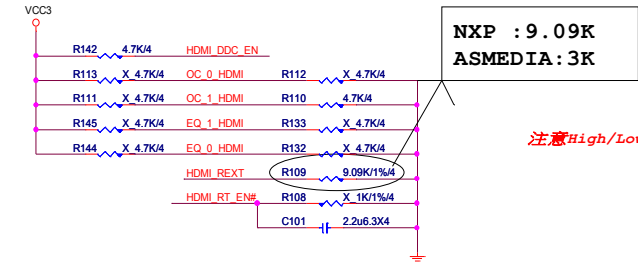 VCC3
NXP :9.09K
ASMEDIA:3K
R142 4.7K/4 HDMI_DDC_EN
R113 X_4.7K/4 OC_0_HDMI R112 X_4.7K/4
R111 X_4.7K/4 OC_1_HDMI R110 4.7K/4
R145 X_4.7K/4 EQ_1_HDMI R133 X_4.7K/4
注意High/Lov
R144 X_4.7K/4 EQ_0_HDMI R132 X_4.7K/4
HDMI_REXT R109 9.09K/1%/4
HDMI_RT_EN# R108 X_1K/1%/4
C101 2.2u6.3X4